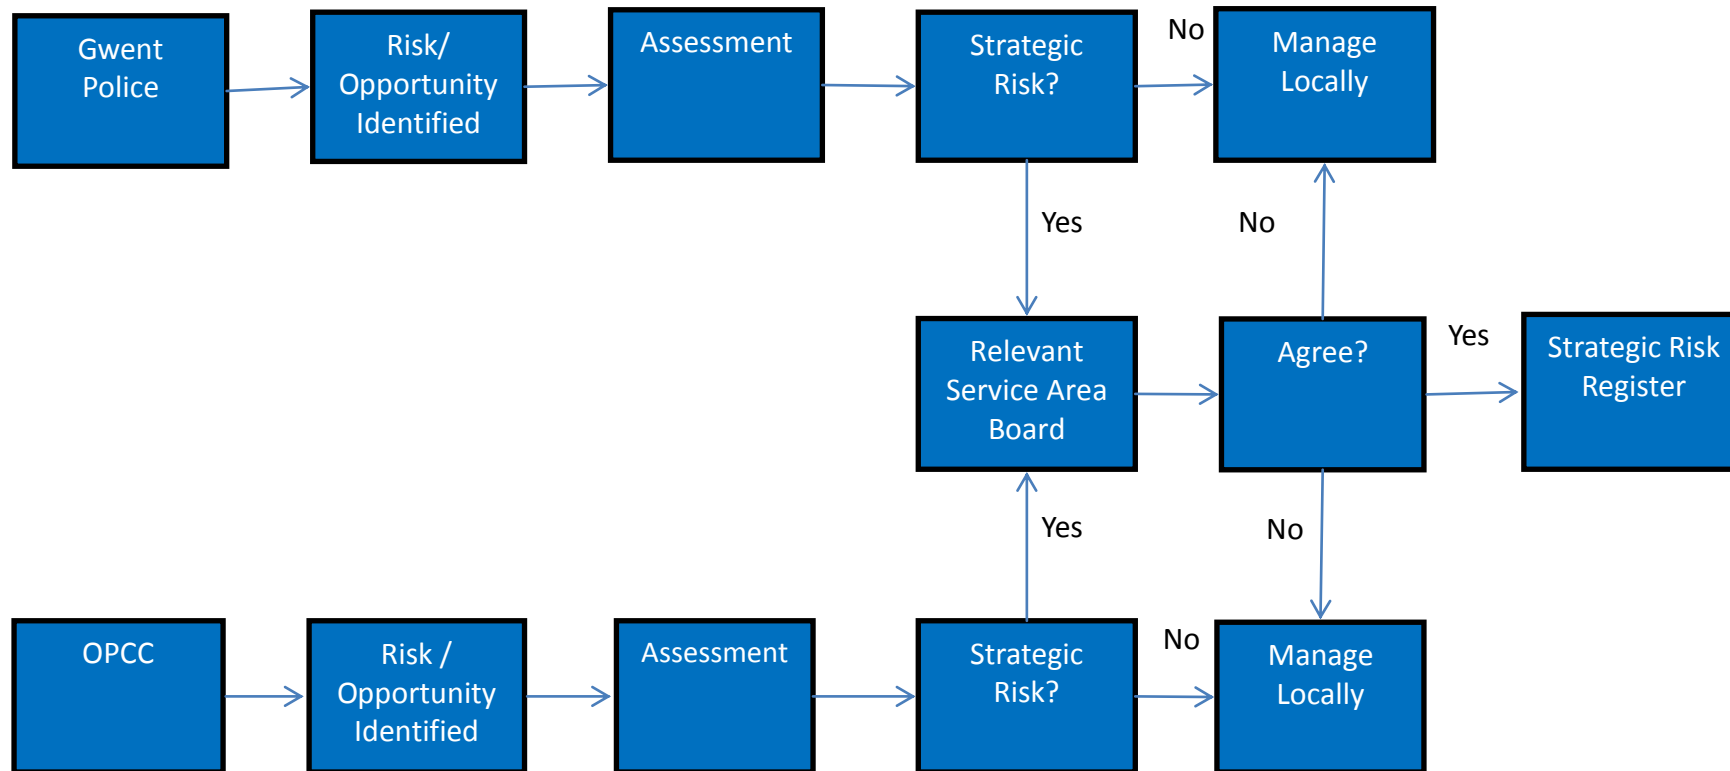 Gwent
Police
Risk/
Opportunity
Identified
Assessment
Strategic
Risk?
No
Manage
Locally
Yes
No
Relevant
Service Area
Board
Agree?
Yes
Strategic Risk
Register
Yes
No
OPCC
Risk /
Opportunity
Identified
Assessment
Strategic
Risk?
No
Manage
Locally